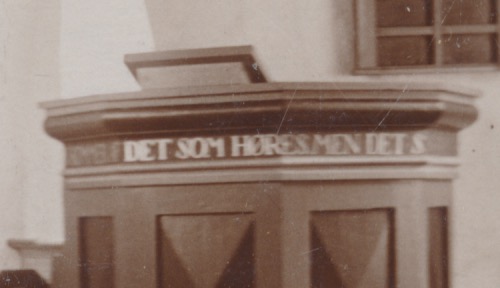 DET SOM HØRES, MEN DET S